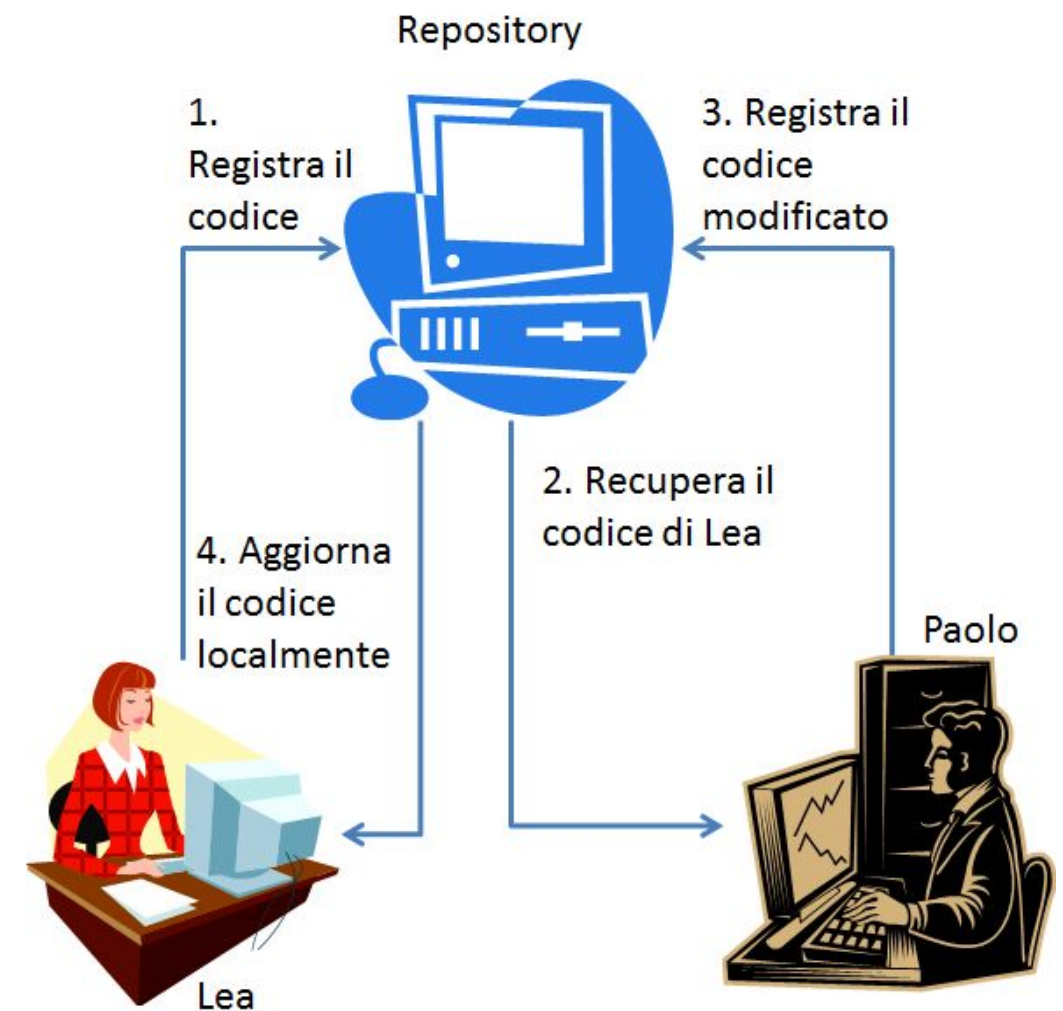 Repository
1.
Registra il
codice
3. Registra il
codice
modificato
2. Recupera il
codice di Lea
4. Aggiorna
il codice
localmente
Paolo
Lea